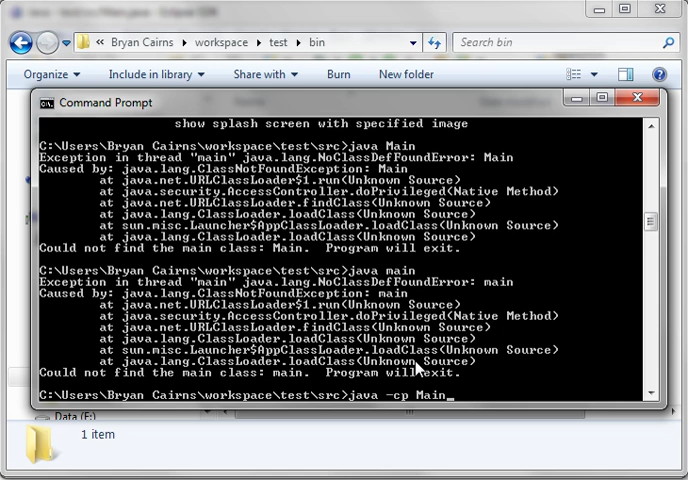 Bryan Cairns
workspace
test
bin
Search bin
Organize
Include in library
Share with
Burn
New folder
Command Prompt
show splash screen with specified image
C:\Users\Bryan Cairns\workspace\test\src>java Main
Exception in thread "main" java.lang.NoClassDefFoundError: Main
Caused by: java.lang.ClassNotFoundException: Main
at java.net.URLClassLoader$1.run(Unknown Source)
at java.security.AccessController.doPrivileged(Native Method)
at java.net.URLClassLoader.findClass(Unknown Source)
at java.lang.ClassLoader.loadClass(Unknown Source)
at sun.misc.Launcher$AppClassLoader.loadClass(Unknown Source)
at java.lang.ClassLoader.loadClass(Unknown Source)
Could not find the main class: Main.  Program will exit.
C:\Users\Bryan Cairns\workspace\test\src>java main
Exception in thread "main" java.lang.NoClassDefFoundError: main
Caused by: java.lang.ClassNotFoundException: main
at java.net.URLClassLoader$1.run(Unknown Source)
at java.security.AccessController.doPrivileged(Native Method)
at java.net.URLClassLoader.findClass(Unknown Source)
at java.lang.ClassLoader.loadClass(Unknown Source)
at sun.misc.Launcher$AppClassLoader.loadClass(Unknown Source)
at java.lang.ClassLoader.loadClass(Unknown Source)
Could not find the main class: main.  Program will exit.
C:\Users\Bryan Cairns\workspace\test\src>java -cp Main
Data (F:)
1 item